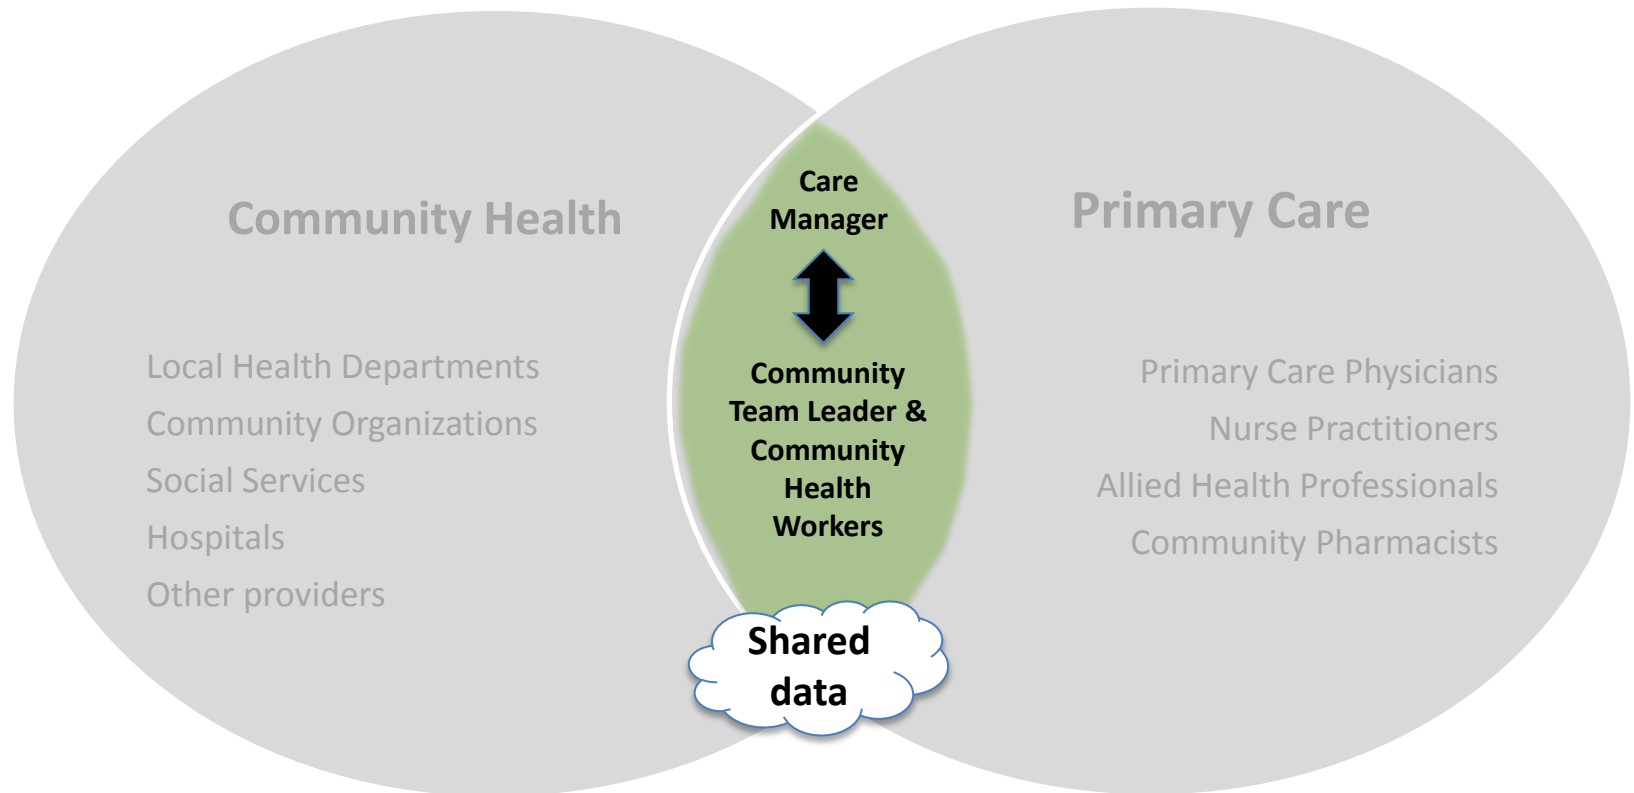 Community Health
Local Health Departments
Community Organizations
Social Services
Hospitals
Other providers
Care
Manager
Community
Team Leader &
Community
Health
Workers
Shared
data
Primary Care
Primary Care Physicians
Nurse Practitioners
Allied Health Professionals
Community Pharmacists